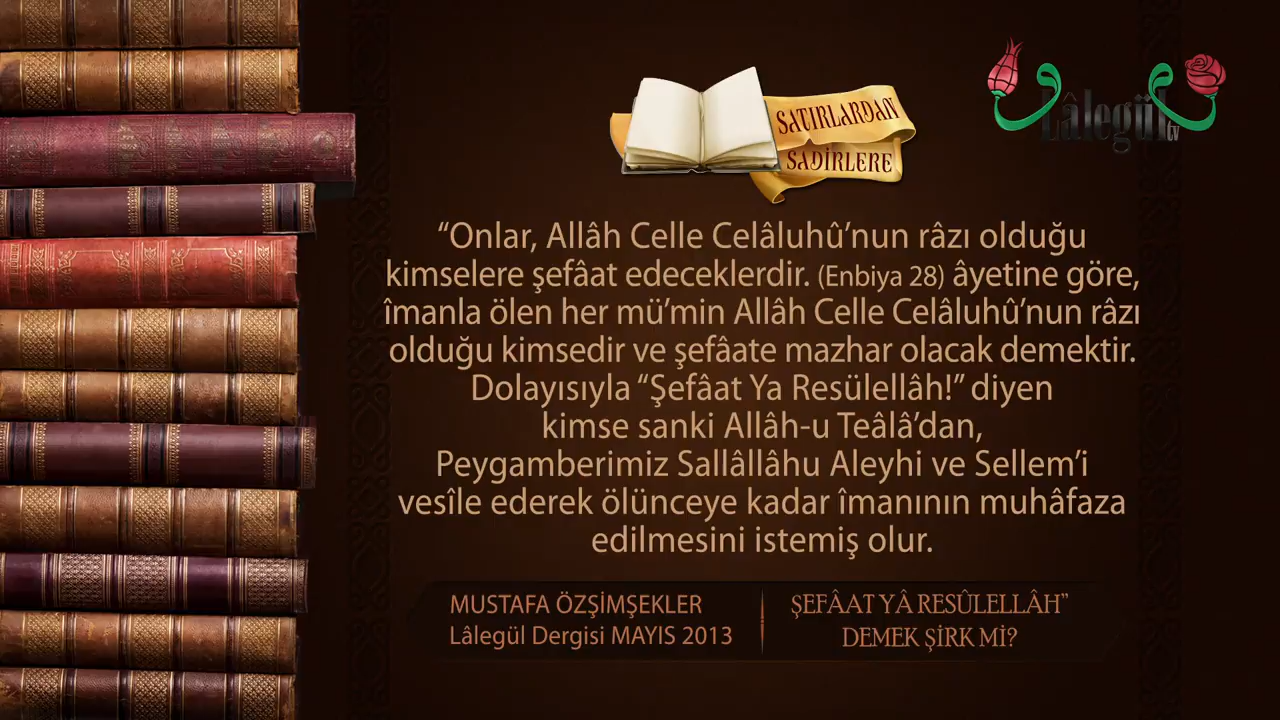 SATIRLARDAN
SADİRLERE
Lâlegül tv
“Onlar, Allâh Celle Celâluhû’nun râzı olduğu
kimselere şefâat edeceklerdir. (Enbiya 28) âyetine göre,
îmanla ölen her mü’min Allâh Celle Celâluhû’nun râzı
olduğu kimsedir ve şefâate mazhar olacak demektir.
Dolayısıyla “Şefâat Ya Resülellâh!” diyen
kimse sanki Allâh-u Teâlâ’dan,
Peygamberimiz Sallâllâhu Aleyhi ve Sellem’i
vesîle ederek ölünceye kadar îmanının muhâfaza
edilmesini istemiş olur.
MUSTAFA ÖZŞİMŞEKLER
Lâlegül Dergisi MAYIS 2013
ŞEFÂAT YÂ RESÛLELLÂH”
DEMEK ŞİRK Mİ?